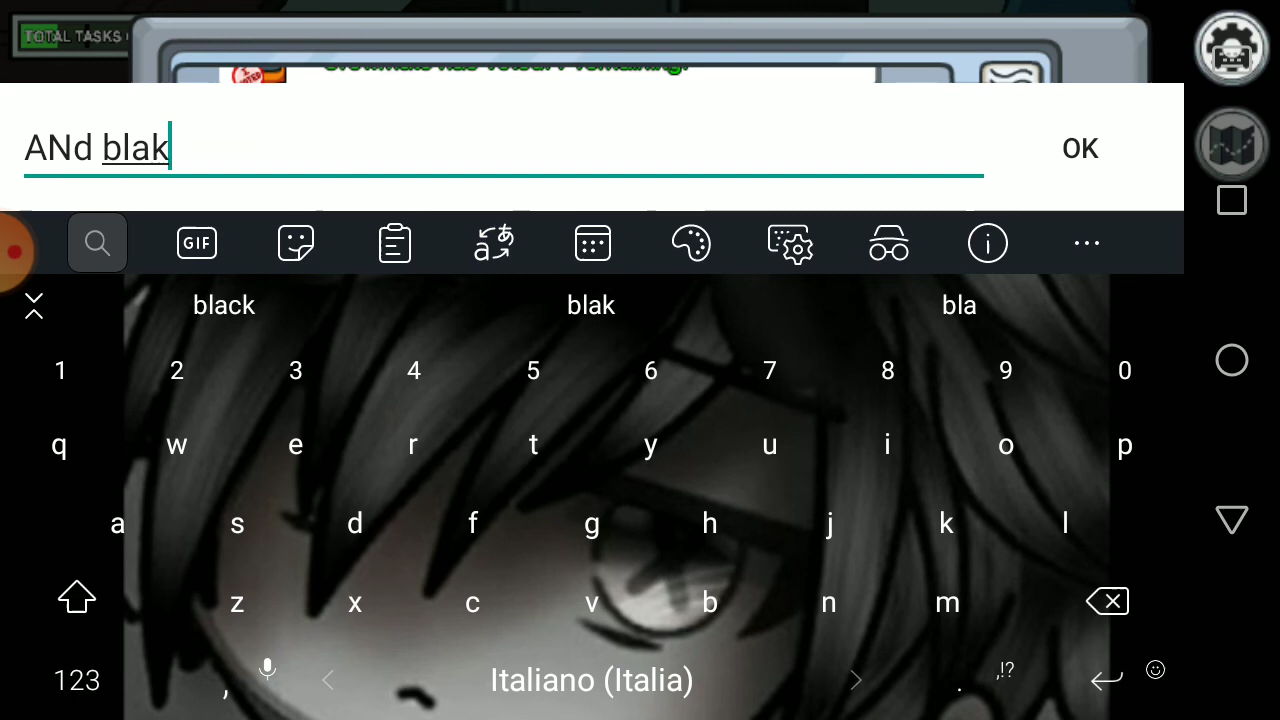 TOTAL TASKS
ANd blak
OK
GIF
black blak bla
1 2 3 4 5 6 7 8 9 0
q w e r t y u i o p
a s d f g h j k l
z x c v b n m
123 , Italiano (Italia) . ,!?